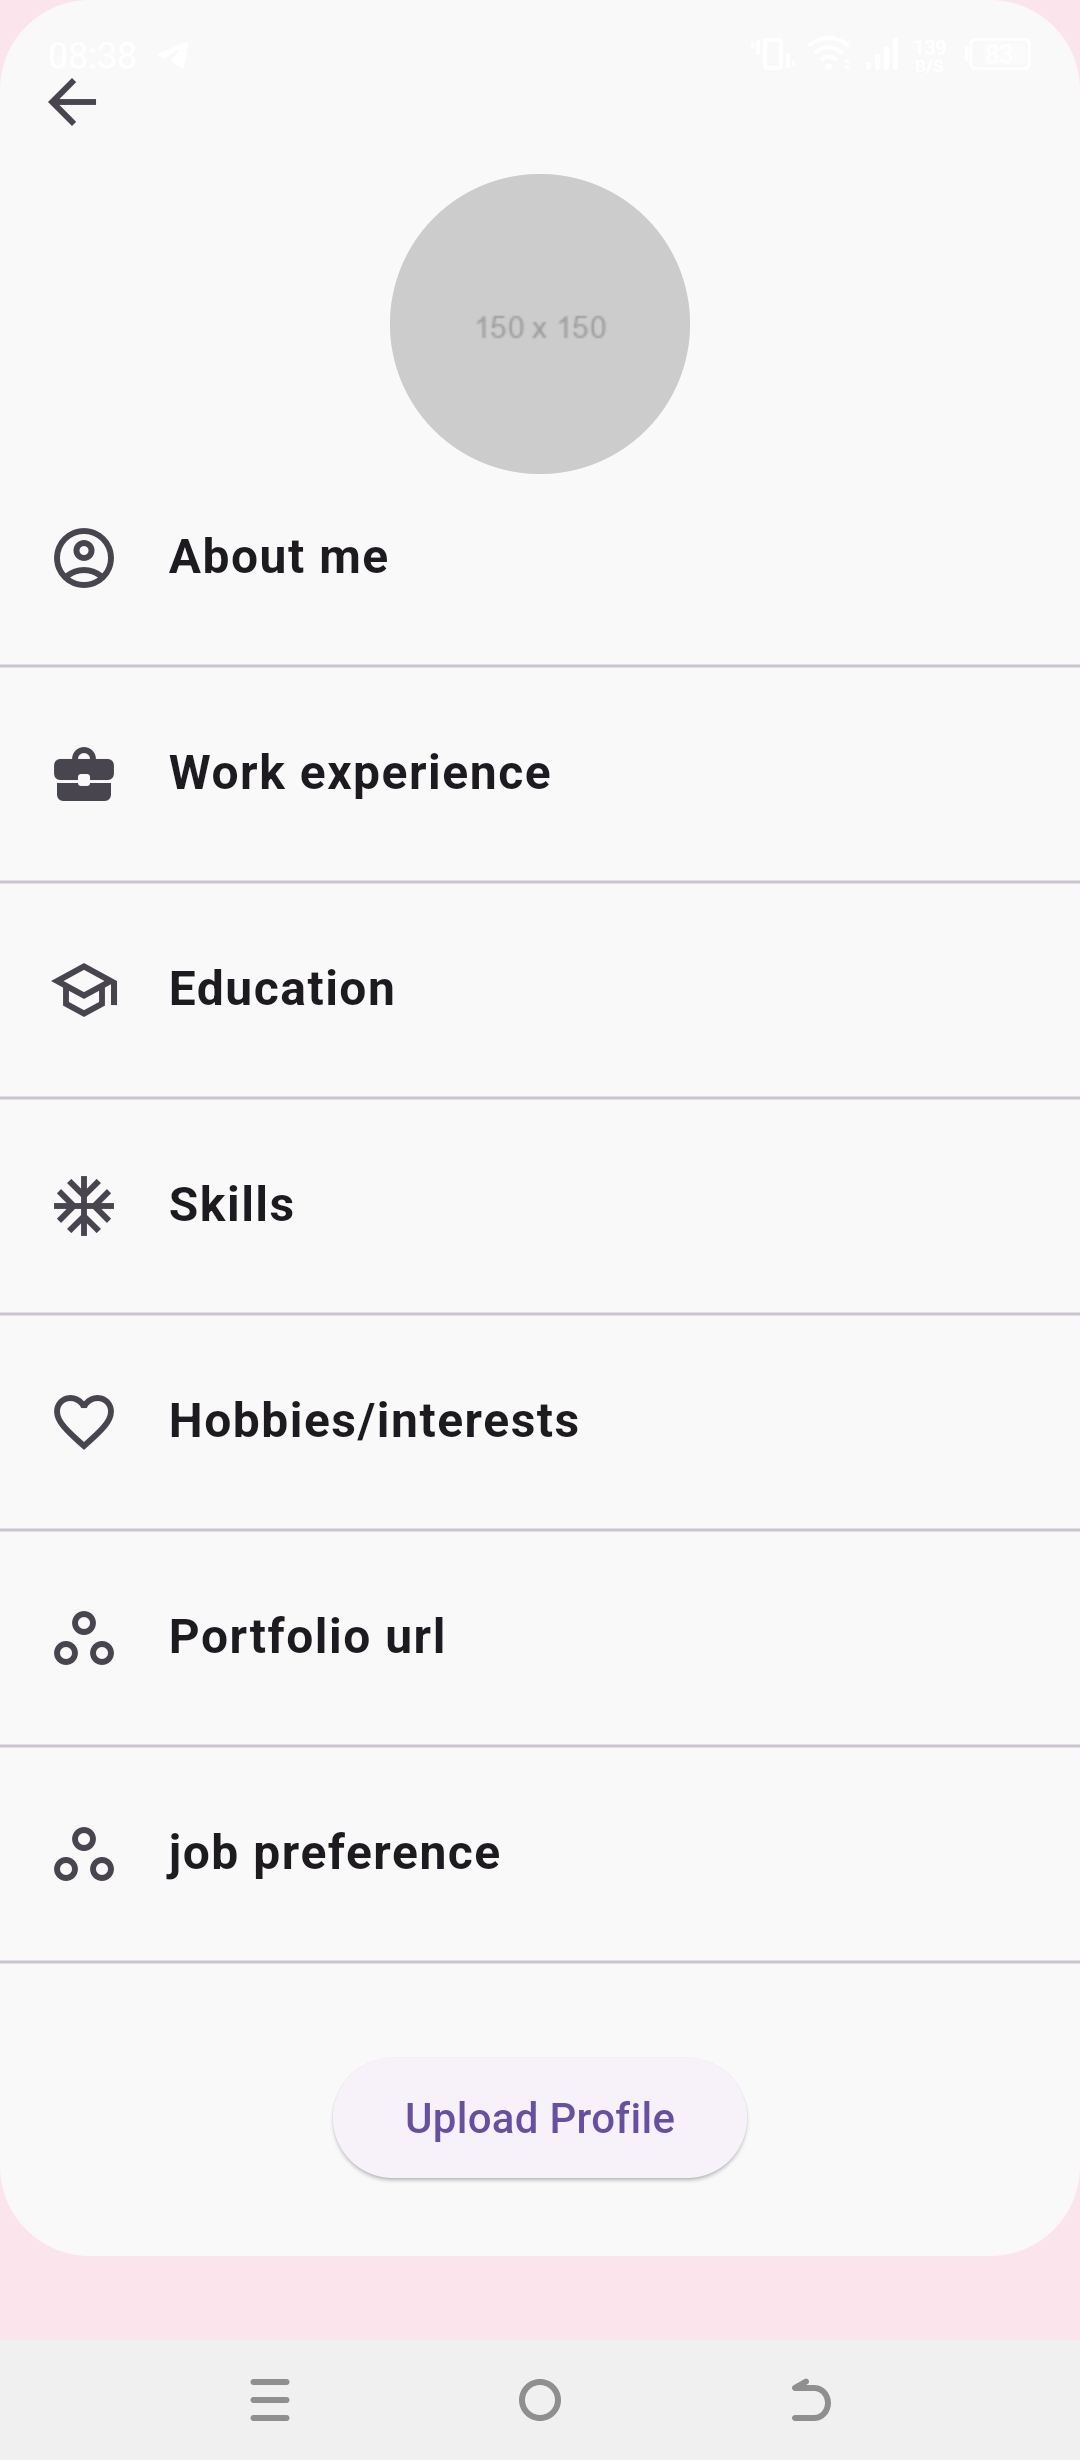 08:38
139
B/S
83
150 x 150
About me
Work experience
Education
Skills
Hobbies/interests
Portfolio url
job preference
Upload Profile